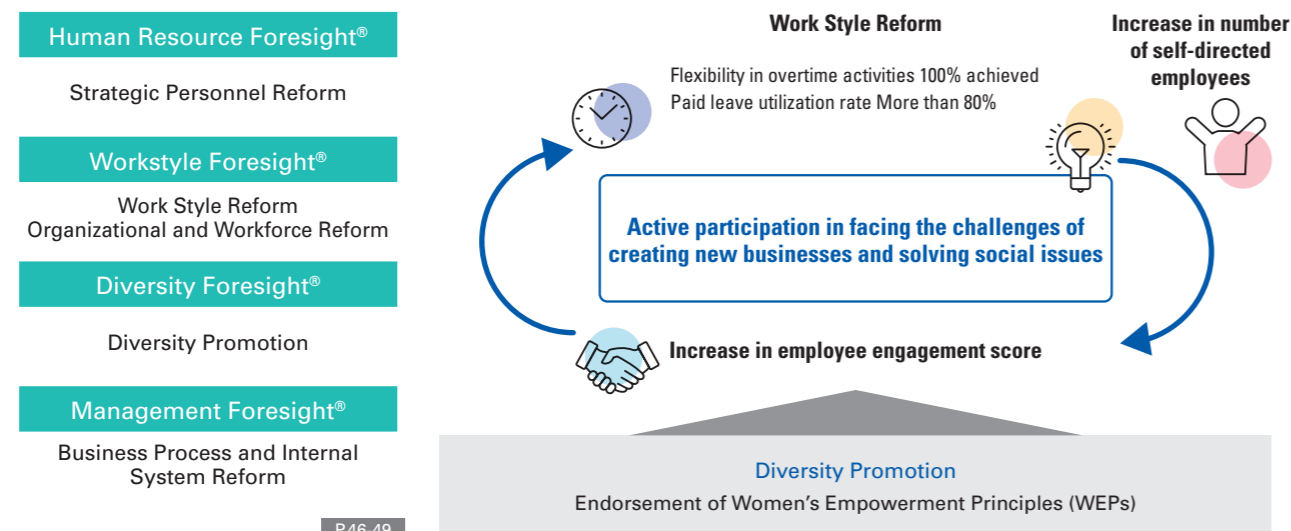 Human Resource Foresight®
Strategic Personnel Reform
Workstyle Foresight®
Work Style Reform
Organizational and Workforce Reform
Diversity Foresight®
Diversity Promotion
Management Foresight®
Business Process and Internal
System Reform
P.46-49
Work Style Reform
Flexibility in overtime activities 100% achieved
Paid leave utilization rate More than 80%
Increase in number
of self-directed
employees
Active participation in facing the challenges of
creating new businesses and solving social issues
Increase in employee engagement score
Diversity Promotion
Endorsement of Women’s Empowerment Principles (WEPs)